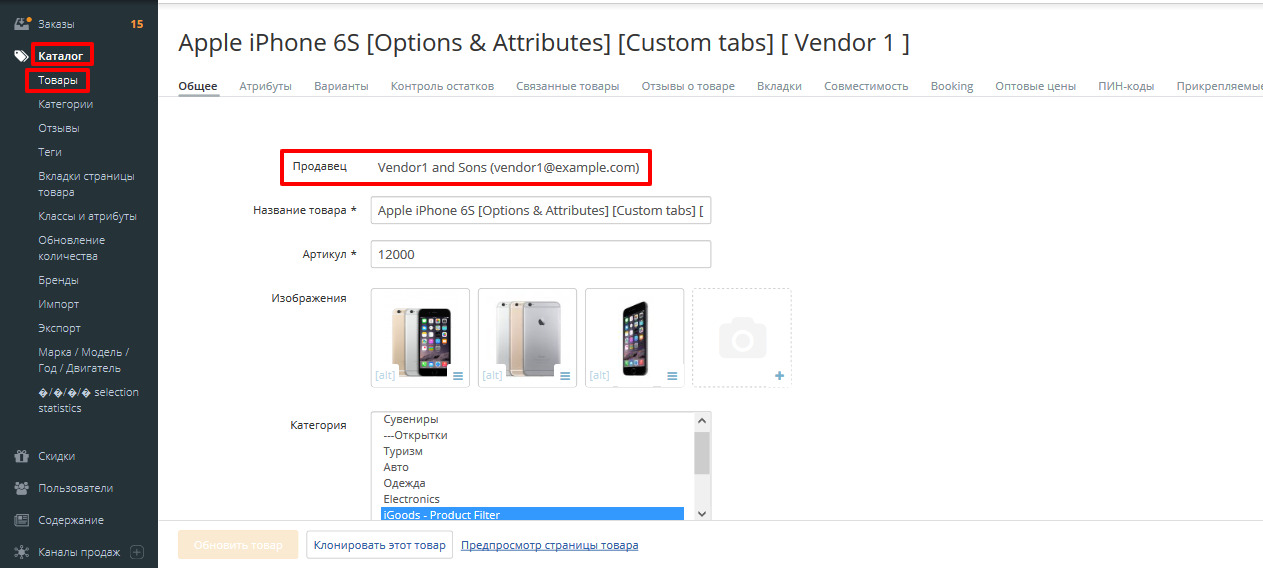 Заказы 15
Каталог
Товары
Категории
Отзывы
Теги
Вкладки страницы
товара
Классы и атрибуты
Обновление
количества
Бренды
Импорт
Экспорт
Марка / Модель /
Год / Двигатель
�/�/�/� selection
statistics
Скидки
Пользователи
Содержание
Каналы продаж
Apple iPhone 6S [Options & Attributes] [Custom tabs] [ Vendor 1 ]
Общее Атрибуты Варианты Контроль остатков Связанные товары Отзывы о товаре Вкладки Совместимость Booking Оптовые цены ПИН-коды Прикрепляемые
Продавец Vendor1 and Sons (vendor1@example.com)
Название товара * Apple iPhone 6S [Options & Attributes] [Custom tabs] [
Артикул * 12000
Изображения
[alt] [alt] [alt]
Категория
Сувениры
---Открытки
Туризм
Авто
Одежда
Electronics
iGoods - Product Filter
Обновить товар Клонировать этот товар Предпросмотр страницы товара